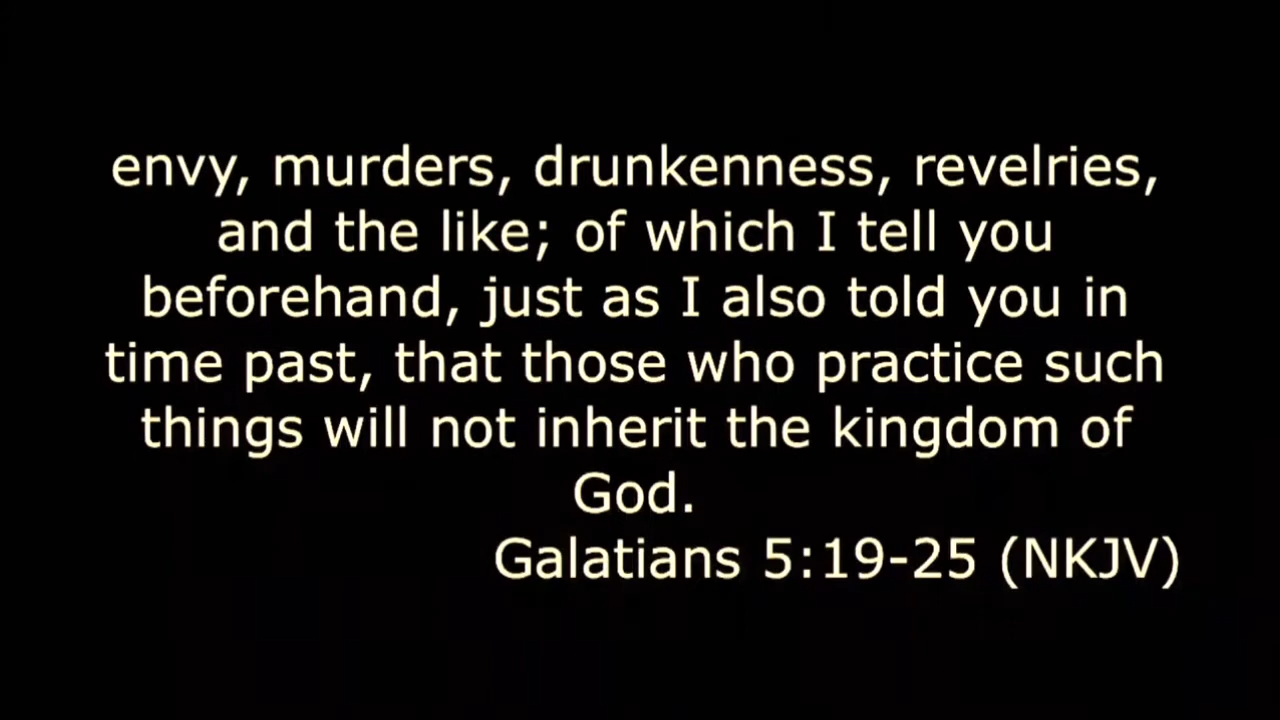 envy, murders, drunkenness, revelries,
and the like; of which I tell you
beforehand, just as I also told you in
time past, that those who practice such
things will not inherit the kingdom of
God.
Galatians 5:19-25 (NKJV)